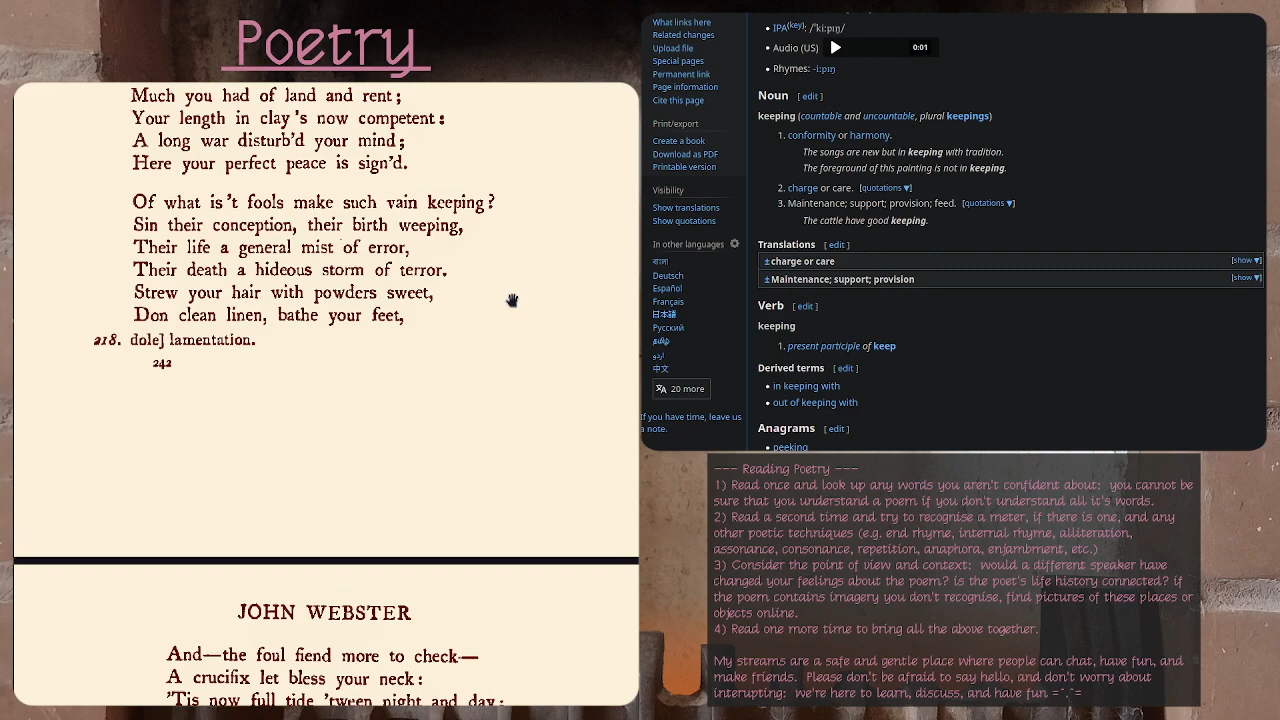 Poetry
Much you had of land and rent;
Your length in clay 's now competent:
A long war disturb'd your mind;
Here your perfect peace is sign'd.
Of what is 't fools make such vain keeping?
Sin their conception, their birth weeping,
Their life a general mist of error,
Their death a hideous storm of terror.
Strew your hair with powders sweet,
Don clean linen, bathe your feet,
218. dole] lamentation.
242
JOHN WEBSTER
And—the foul fiend more to check—
A crucifix let bless your neck:
'Tis now full tide 'tween night and day;
What links here
Related changes
Upload file
Special pages
Permanent link
Page information
Cite this page
Print/export
Create a book
Download as PDF
Printable version
Visibility
Show translations
Show quotations
In other languages
বাংলা
Deutsch
Español
Français
日本語
Русский
தமிழ்
اردو
中文
20 more
If you have time, leave us
a note.
• IPA(key): /ˈkiːpɪŋ/
• Audio (US) 0:01
• Rhymes: -iːpɪŋ
Noun [ edit ]
keeping (countable and uncountable, plural keepings)
1. conformity or harmony.
The songs are new but in keeping with tradition.
The foreground of this painting is not in keeping.
2. charge or care. [quotations ▼]
3. Maintenance; support; provision; feed. [quotations ▼]
The cattle have good keeping.
Translations [ edit ]
±charge or care [show ▼]
±Maintenance; support; provision [show ▼]
Verb [ edit ]
keeping
1. present participle of keep
Derived terms [ edit ]
• in keeping with
• out of keeping with
Anagrams [ edit ]
• peeking
--- Reading Poetry ---
1) Read once and look up any words you aren't confident about: you cannot be
sure that you understand a poem if you don't understand all it's words.
2) Read a second time and try to recognise a meter, if there is one, and any
other poetic techniques (e.g. end rhyme, internal rhyme, alliteration,
assonance, consonance, repetition, anaphora, enjambment, etc.)
3) Consider the point of view and context: would a different speaker have
changed your feelings about the poem? is the poet's life history connected? if
the poem contains imagery you don't recognise, find pictures of these places or
objects online.
4) Read one more time to bring all the above together.
My streams are a safe and gentle place where people can chat, have fun, and
make friends. Please don't be afraid to say hello, and don't worry about
interupting: we're here to learn, discuss, and have fun =^.^=